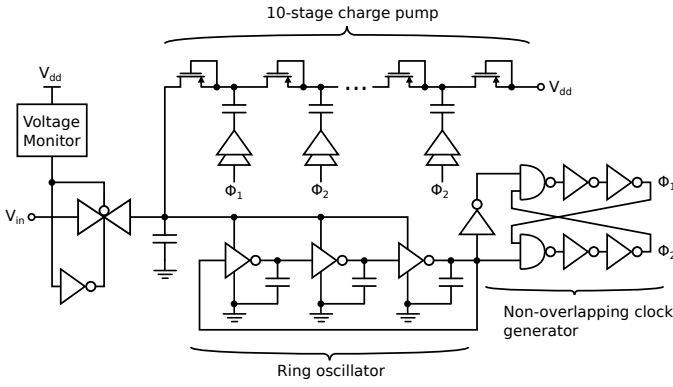 10-stage charge pump
V_dd
Voltage
Monitor
...
V_dd
Φ_1
Φ_2
Φ_2
V_in
Φ_1
Φ_2
Non-overlapping clock
generator
Ring oscillator